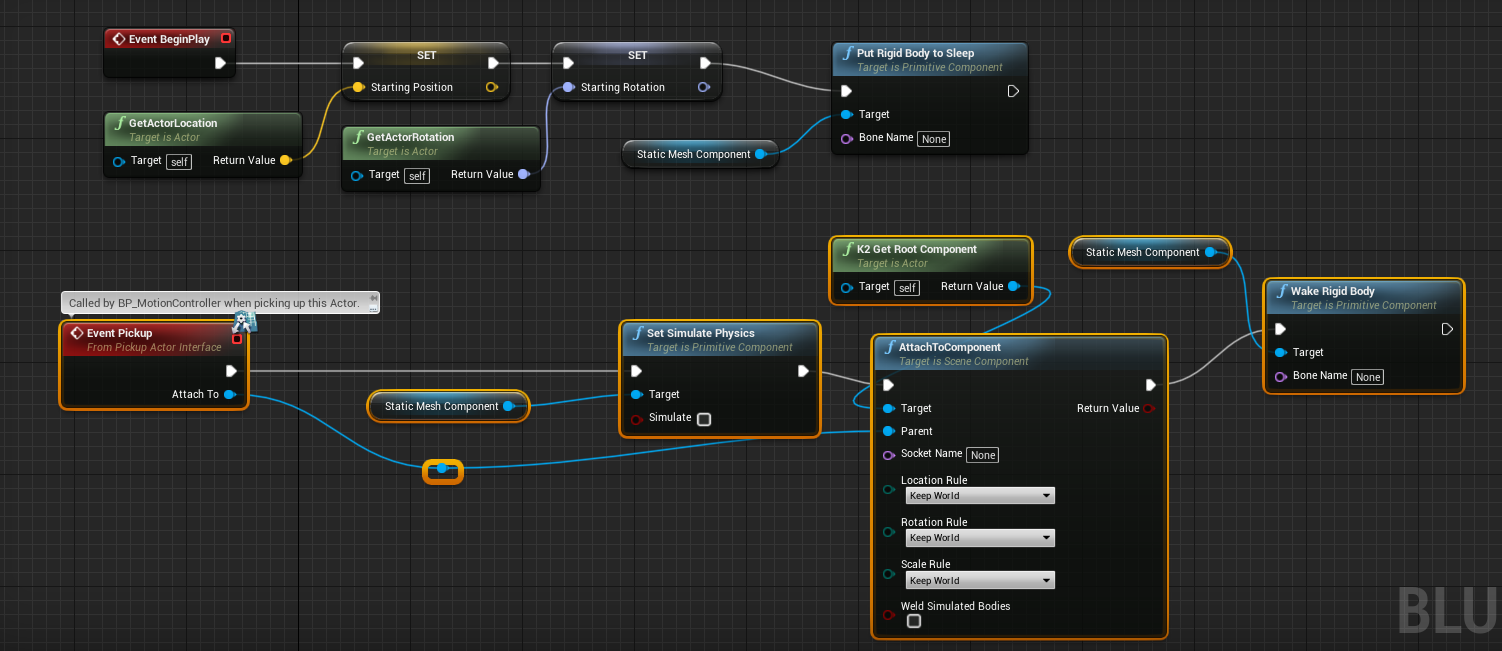 Event BeginPlay
SET
Starting Position
SET
Starting Rotation
Put Rigid Body to Sleep
Target is Primitive Component
Target
Bone Name None
GetActorLocation
Target is Actor
Target self Return Value
GetActorRotation
Target is Actor
Target self Return Value
Static Mesh Component
Called by BP_MotionController when picking up this Actor.
Event Pickup
From Pickup Actor Interface
Attach To
Static Mesh Component
Set Simulate Physics
Target is Primitive Component
Target
Simulate
K2 Get Root Component
Target is Actor
Target self Return Value
AttachToComponent
Target is Scene Component
Target Return Value
Parent
Socket Name None
Location Rule
Keep World
Rotation Rule
Keep World
Scale Rule
Keep World
Weld Simulated Bodies
Static Mesh Component
Wake Rigid Body
Target is Primitive Component
Target
Bone Name None
BLU